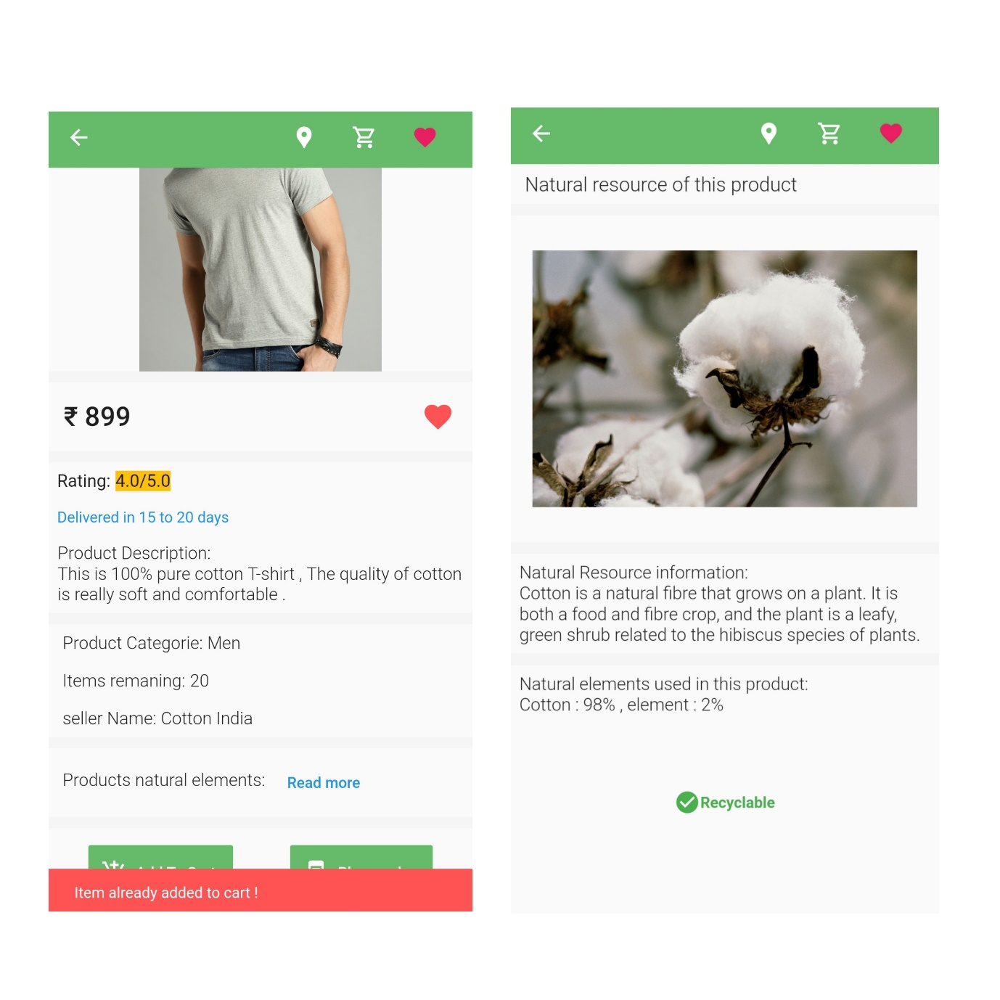 ₹ 899
Rating: 4.0/5.0
Delivered in 15 to 20 days
Product Description:
This is 100% pure cotton T-shirt , The quality of cotton
is really soft and comfortable .
Product Categorie: Men
Items remaning: 20
seller Name: Cotton India
Products natural elements: Read more
Item already added to cart !
Natural resource of this product
Natural Resource information:
Cotton is a natural fibre that grows on a plant. It is
both a food and fibre crop, and the plant is a leafy,
green shrub related to the hibiscus species of plants.
Natural elements used in this product:
Cotton : 98% , element : 2%
Recyclable